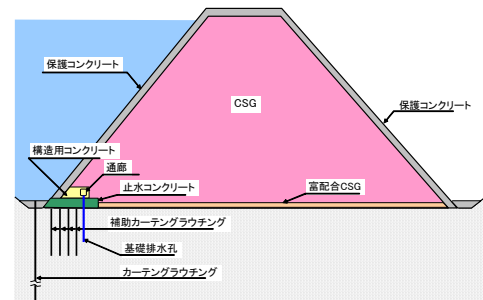 保護コンクリート
CSG
保護コンクリート
構造用コンクリート
通廊
止水コンクリート
富配合CSG
補助カーテングラウチング
基礎排水孔
カーテングラウチング